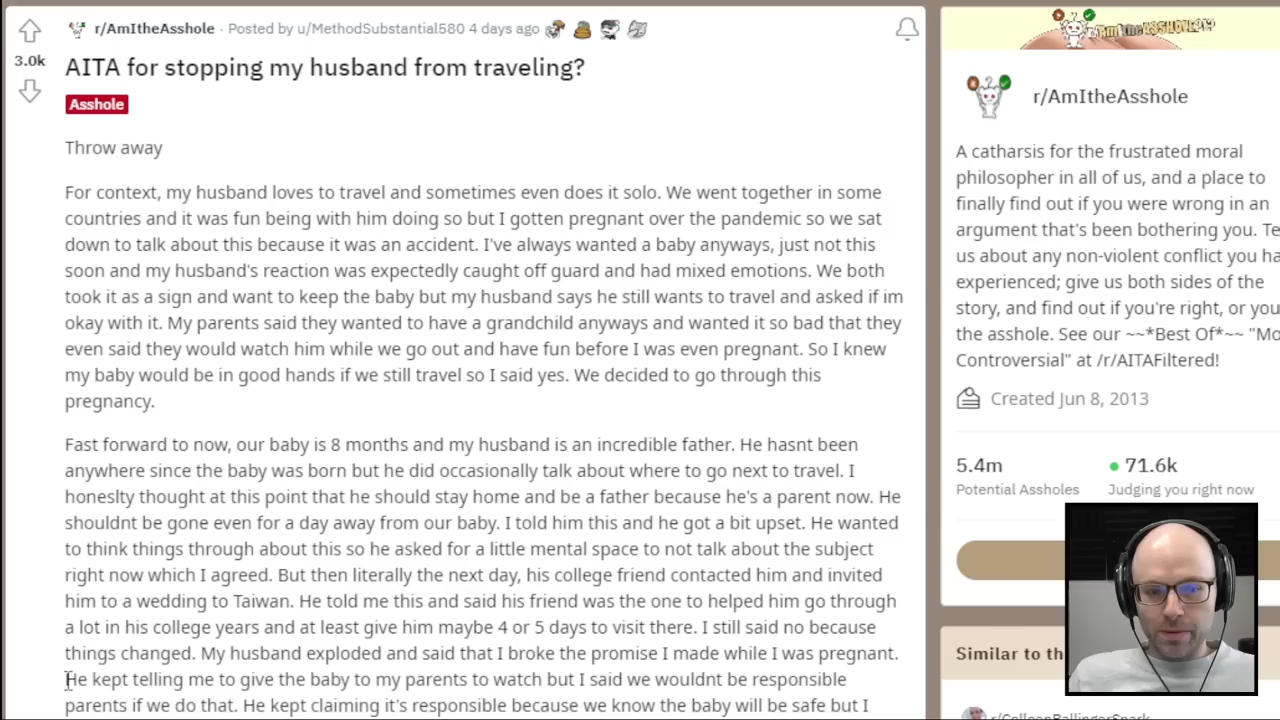 r/AmItheAsshole · Posted by u/MethodSubstantial580 4 days ago
3.0k
AITA for stopping my husband from traveling?
Asshole
Throw away
For context, my husband loves to travel and sometimes even does it solo. We went together in some
countries and it was fun being with him doing so but I gotten pregnant over the pandemic so we sat
down to talk about this because it was an accident. I've always wanted a baby anyways, just not this
soon and my husband's reaction was expectedly caught off guard and had mixed emotions. We both
took it as a sign and want to keep the baby but my husband says he still wants to travel and asked if im
okay with it. My parents said they wanted to have a grandchild anyways and wanted it so bad that they
even said they would watch him while we go out and have fun before I was even pregnant. So I knew
my baby would be in good hands if we still travel so I said yes. We decided to go through this
pregnancy.
Fast forward to now, our baby is 8 months and my husband is an incredible father. He hasnt been
anywhere since the baby was born but he did occasionally talk about where to go next to travel. I
honeslty thought at this point that he should stay home and be a father because he's a parent now. He
shouldnt be gone even for a day away from our baby. I told him this and he got a bit upset. He wanted
to think things through about this so he asked for a little mental space to not talk about the subject
right now which I agreed. But then literally the next day, his college friend contacted him and invited
him to a wedding to Taiwan. He told me this and said his friend was the one to helped him go through
a lot in his college years and at least give him maybe 4 or 5 days to visit there. I still said no because
things changed. My husband exploded and said that I broke the promise I made while I was pregnant.
He kept telling me to give the baby to my parents to watch but I said we wouldnt be responsible
parents if we do that. He kept claiming it's responsible because we know the baby will be safe but I
AmItheASSHOLE
r/AmItheAsshole
A catharsis for the frustrated moral
philosopher in all of us, and a place to
finally find out if you were wrong in an
argument that's been bothering you. Te
us about any non-violent conflict you ha
experienced; give us both sides of the
story, and find out if you're right, or you
the asshole. See our ~~*Best Of*~~ "Mo
Controversial" at /r/AITAFiltered!
Created Jun 8, 2013
5.4m
71.6k
Potential Assholes
Judging you right now
Similar to th
r/ColleenBallingerSnark